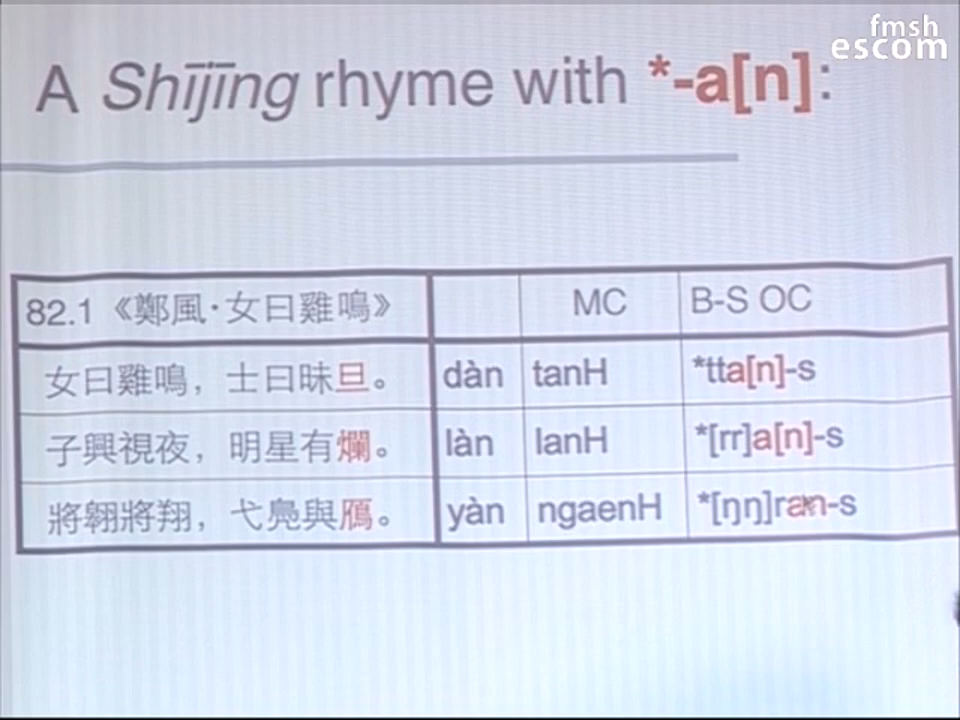 fmsh
escom
A Shījīng rhyme with *-a[n]:
82.1《鄭風·女曰雞鳴》 MC B-S OC
女曰雞鳴，士曰昧旦。 dàn tanH *tta[n]-s
子興視夜，明星有爛。 làn lanH *[rr]a[n]-s
將翱將翔，弋鳧與鴈。 yàn ngaenH *[ŋŋ]ran-s